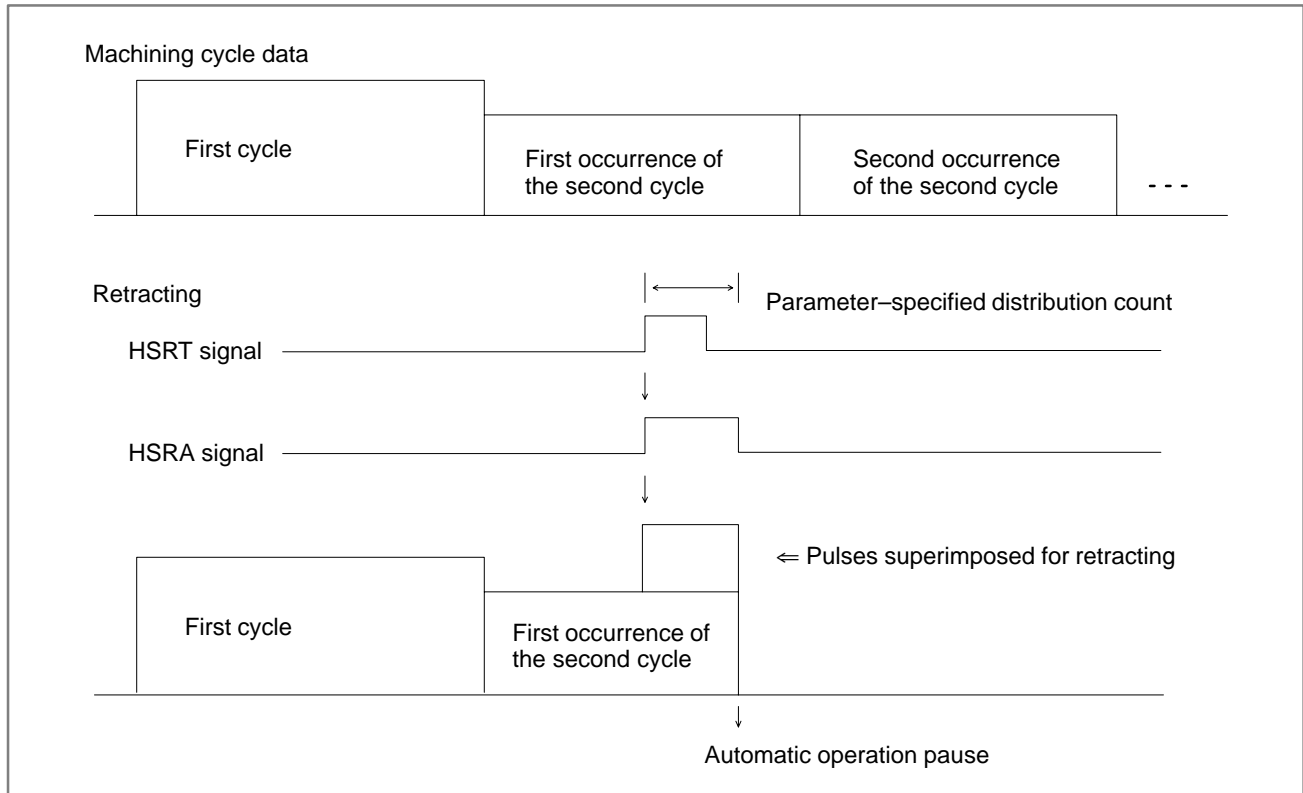 Machining cycle data
First cycle
First occurrence of
the second cycle
Second occurrence
of the second cycle
- - -
Retracting
Parameter–specified distribution count
HSRT signal
HSRA signal
⇐ Pulses superimposed for retracting
First cycle
First occurrence of
the second cycle
Automatic operation pause